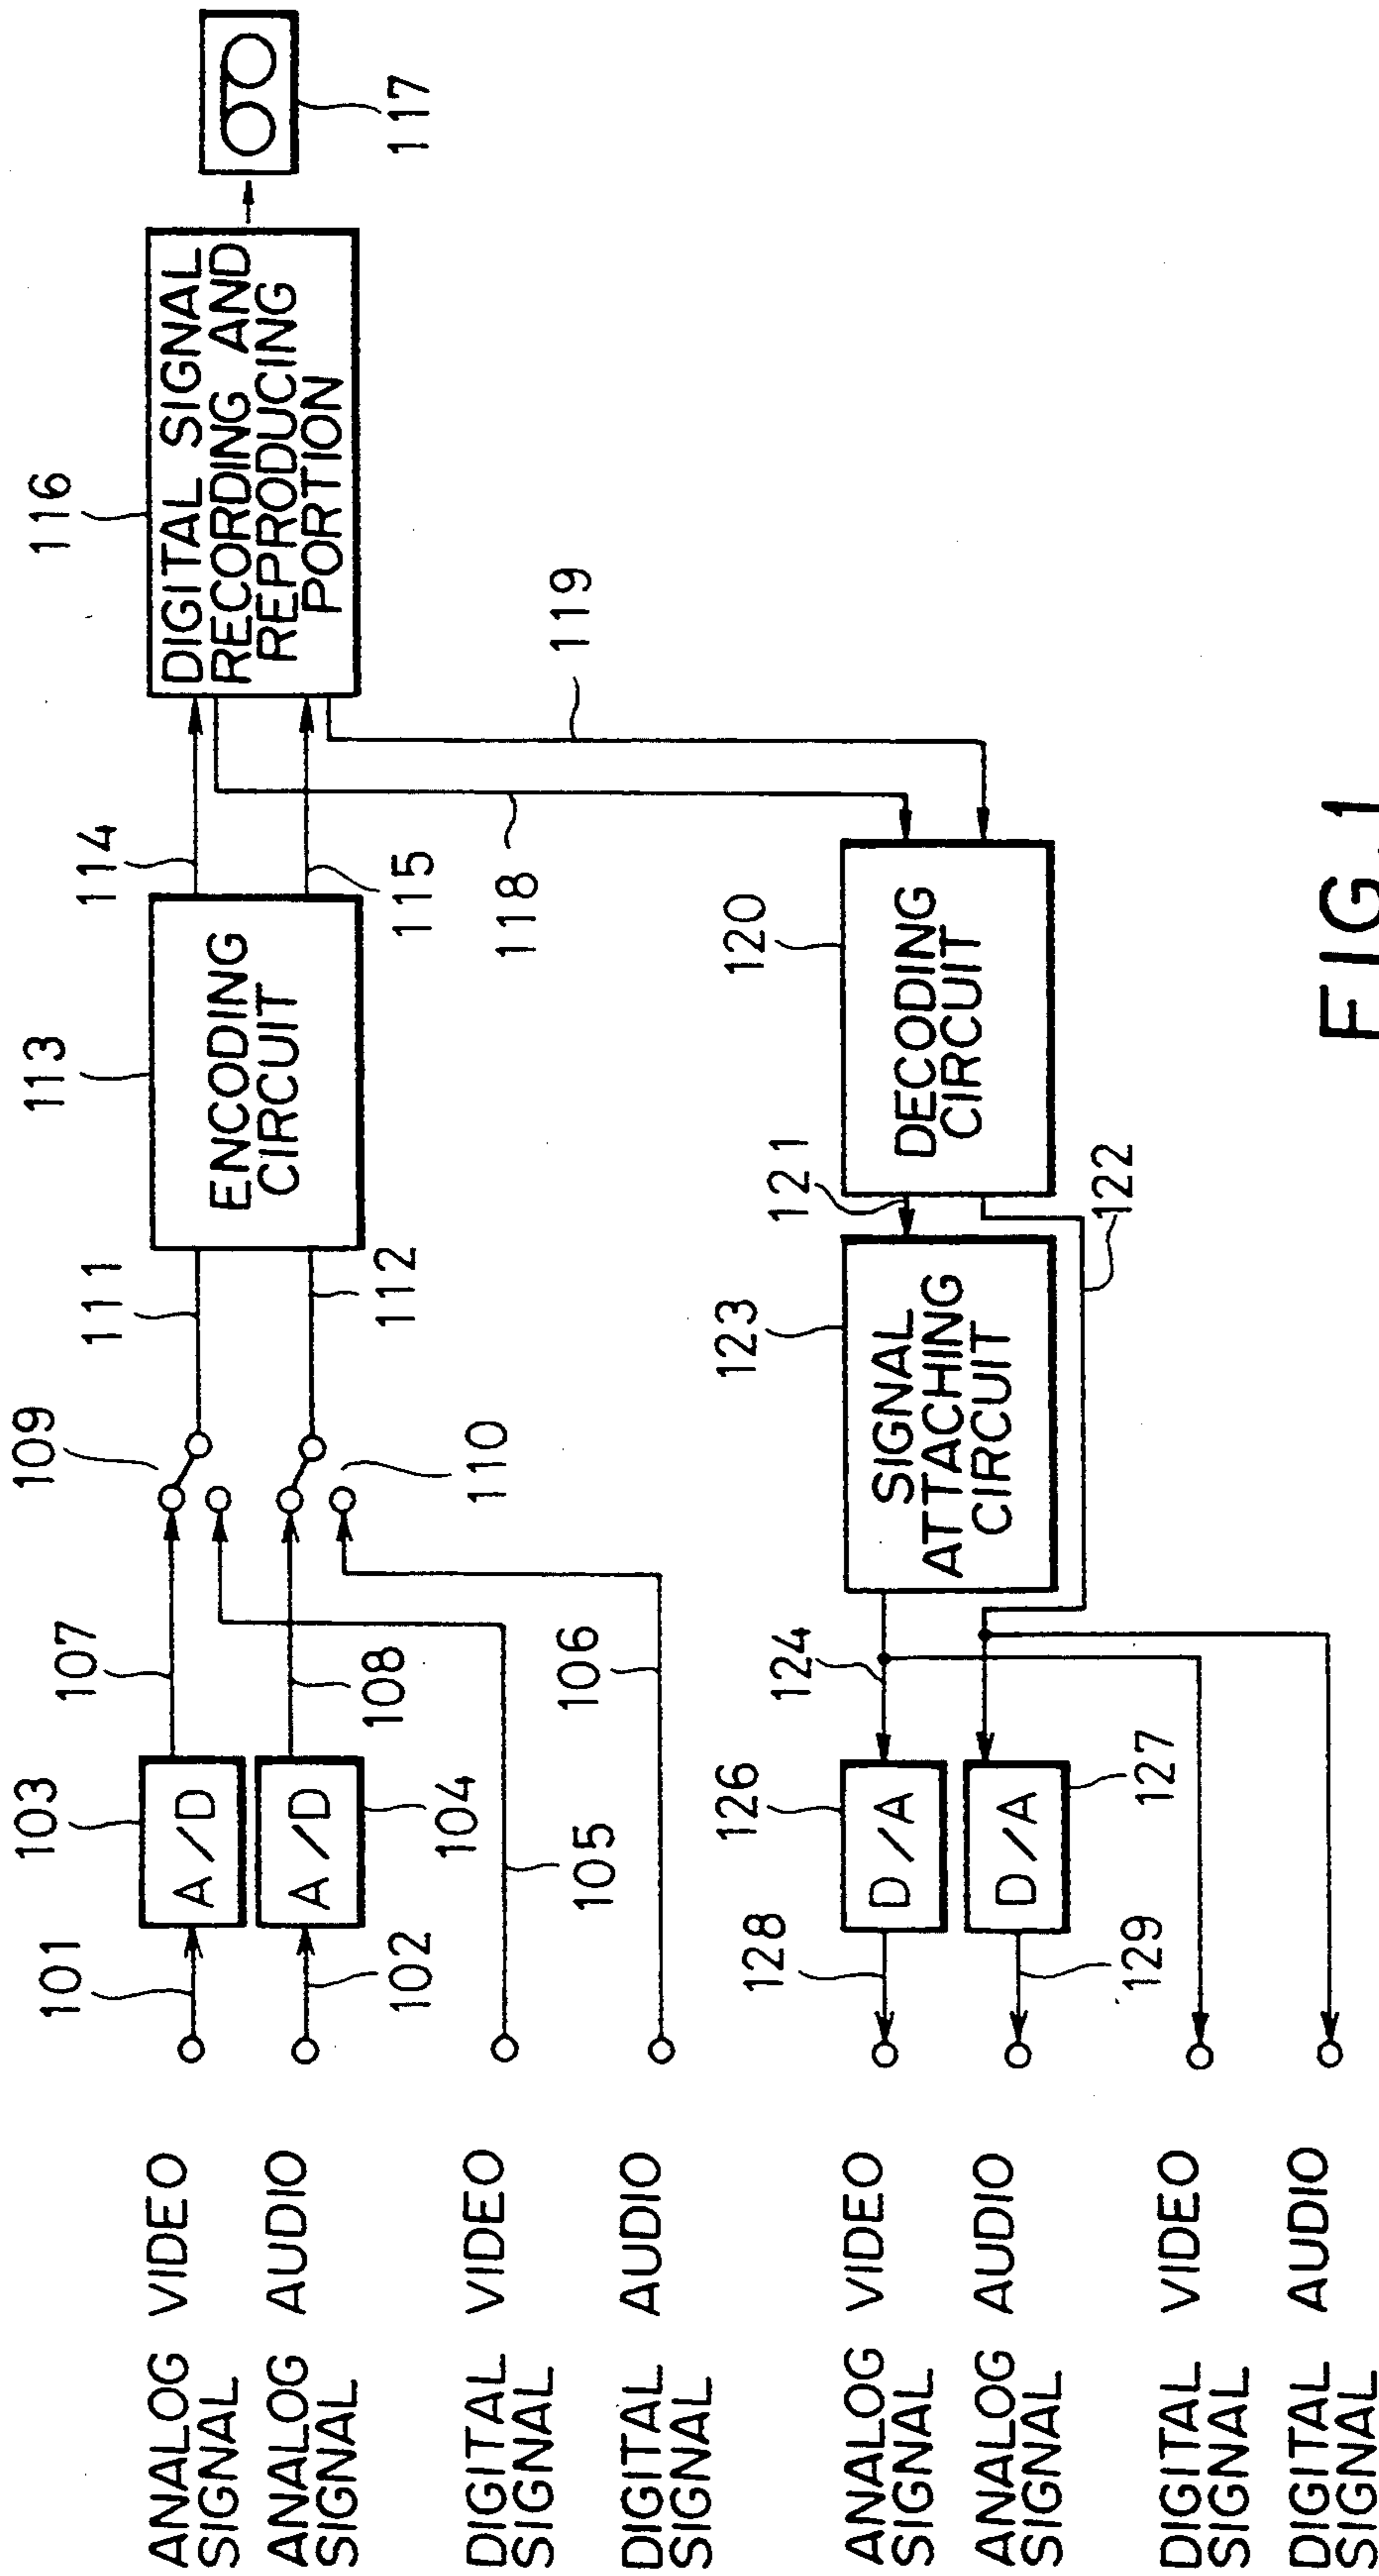 109
113
116
101
103
107
111
114
ANALOG VIDEO
SIGNAL
A/D
ENCODING
CIRCUIT
DIGITAL SIGNAL
RECORDING AND
REPRODUCING
PORTION
ANALOG AUDIO
SIGNAL
A/D
102
104
108
110
112
115
117
DIGITAL VIDEO
SIGNAL
105
106
118
119
DIGITAL AUDIO
SIGNAL
128
126
124
123
121
120
ANALOG VIDEO
SIGNAL
D/A
SIGNAL
ATTACHING
CIRCUIT
DECODING
CIRCUIT
ANALOG AUDIO
SIGNAL
D/A
129
127
122
DIGITAL VIDEO
SIGNAL
DIGITAL AUDIO
SIGNAL
FIG.1